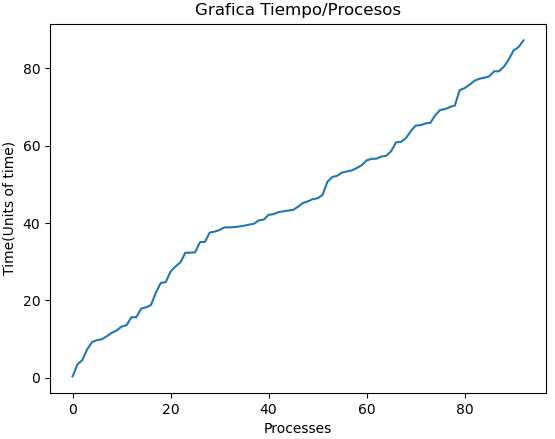 Grafica Tiempo/Procesos
80
60
40
20
0
Time(Units of time)
0 20 40 60 80
Processes